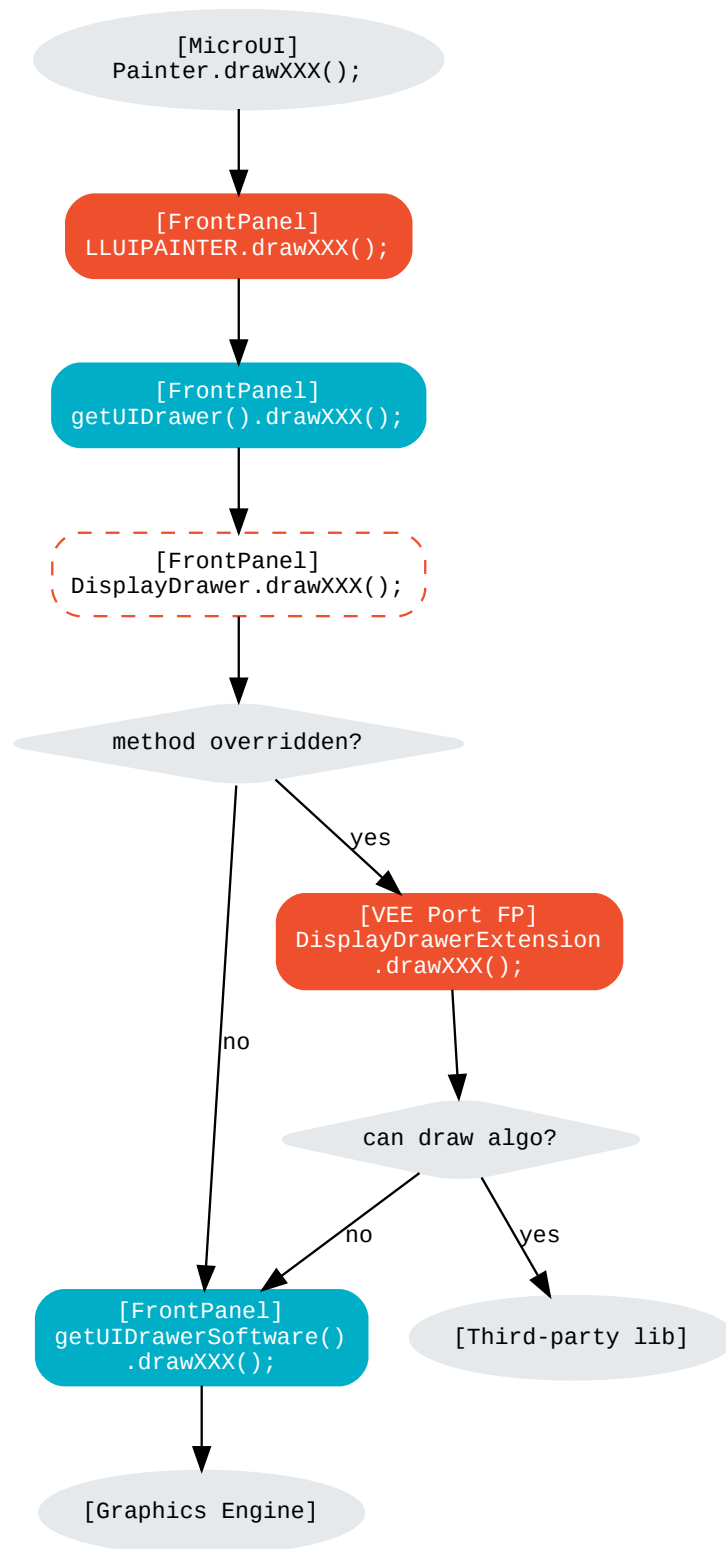 [MicroUI]
Painter.drawXXX();
[FrontPanel]
LLUIPAINTER.drawXXX();
[FrontPanel]
getUIDrawer().drawXXX();
[FrontPanel]
DisplayDrawer.drawXXX();
method overridden?
yes
[VEE Port FP]
DisplayDrawerExtension
.drawXXX();
no
can draw algo?
no
yes
[FrontPanel]
getUIDrawerSoftware()
.drawXXX();
[Third-party lib]
[Graphics Engine]